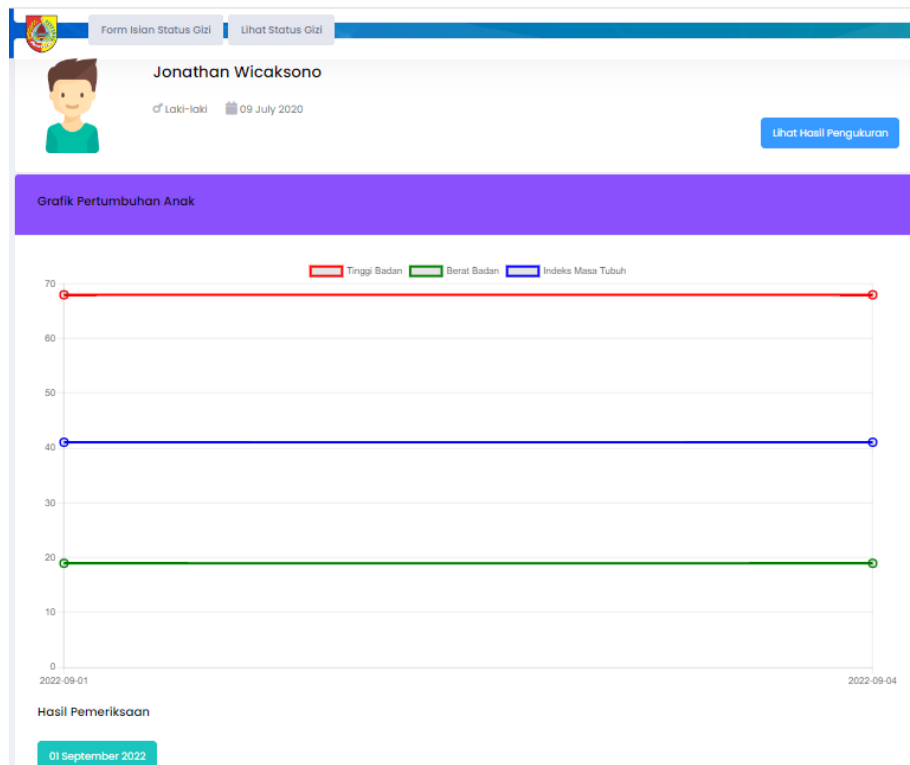 Form Isian Status Gizi Lihat Status Gizi
Jonathan Wicaksono
Laki-laki 09 July 2020
Lihat Hasil Pengukuran
Grafik Pertumbuhan Anak
Tinggi Badan Berat Badan Indeks Masa Tubuh
70
60
50
40
30
20
10
0
2022-09-01 2022-09-04
Hasil Pemeriksaan
01 September 2022